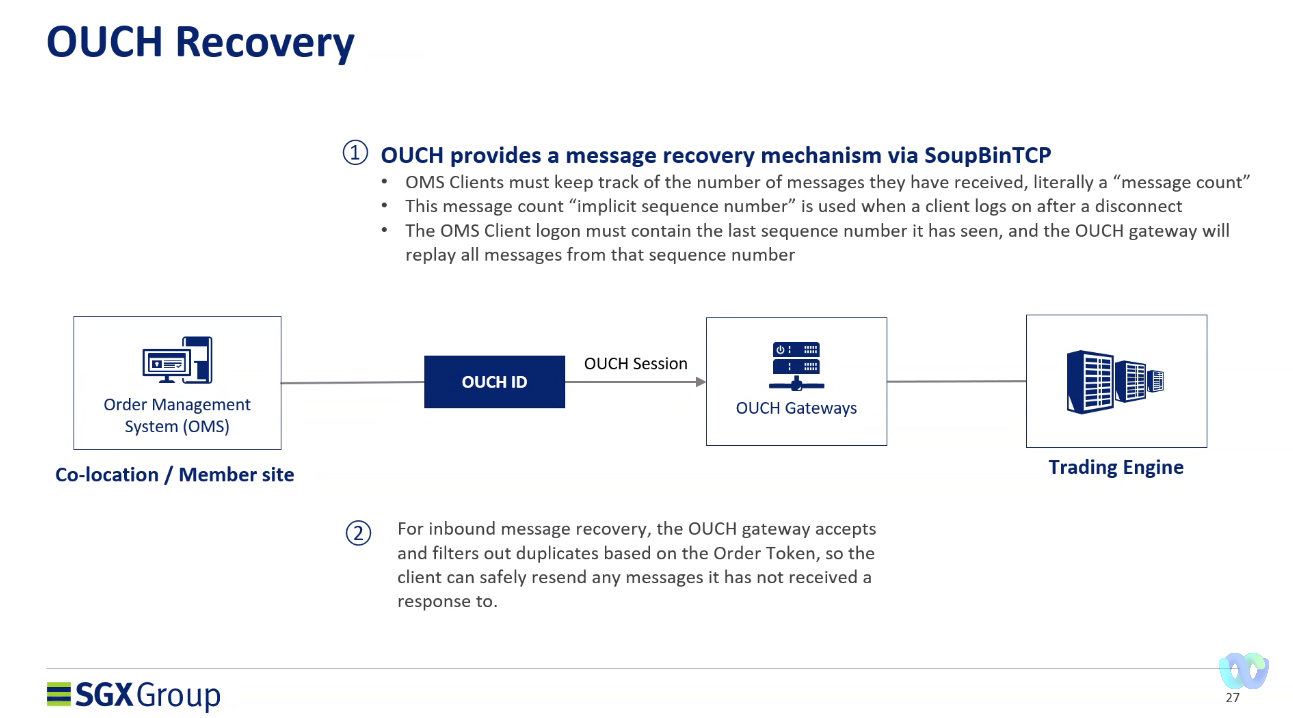 OUCH Recovery
① OUCH provides a message recovery mechanism via SoupBinTCP
• OMS Clients must keep track of the number of messages they have received, literally a “message count”
• This message count “implicit sequence number” is used when a client logs on after a disconnect
• The OMS Client logon must contain the last sequence number it has seen, and the OUCH gateway will
replay all messages from that sequence number
Order Management
System (OMS)
Co-location / Member site
OUCH ID
OUCH Session
OUCH Gateways
Trading Engine
② For inbound message recovery, the OUCH gateway accepts
and filters out duplicates based on the Order Token, so the
client can safely resend any messages it has not received a
response to.
SGXGroup
27